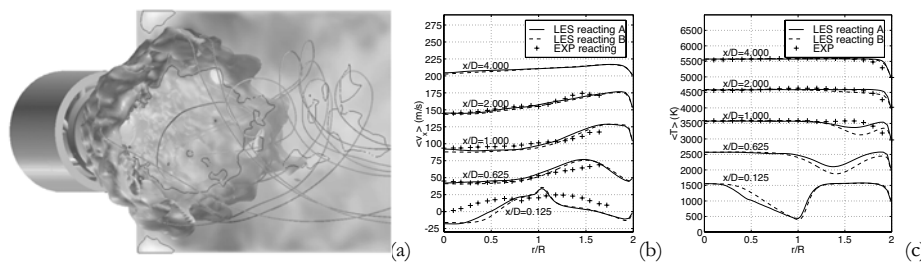 (a)
275
250
225
200
175
150
125
100
75
50
25
0
-25
<V_x> (m/s)
LES reacting A
LES reacting B
EXP reacting
x/D=4.000
x/D=2.000
x/D=1.000
x/D=0.625
x/D=0.125
0 0.5 1 1.5 2
r/R
(b)
6500
6000
5500
5000
4500
4000
3500
3000
2500
2000
1500
1000
500
0
<T> (K)
LES reacting A
LES reacting B
EXP
x/D=4.000
x/D=2.000
x/D=1.000
x/D=0.625
x/D=0.125
0 0.5 1 1.5 2
r/R
(c)